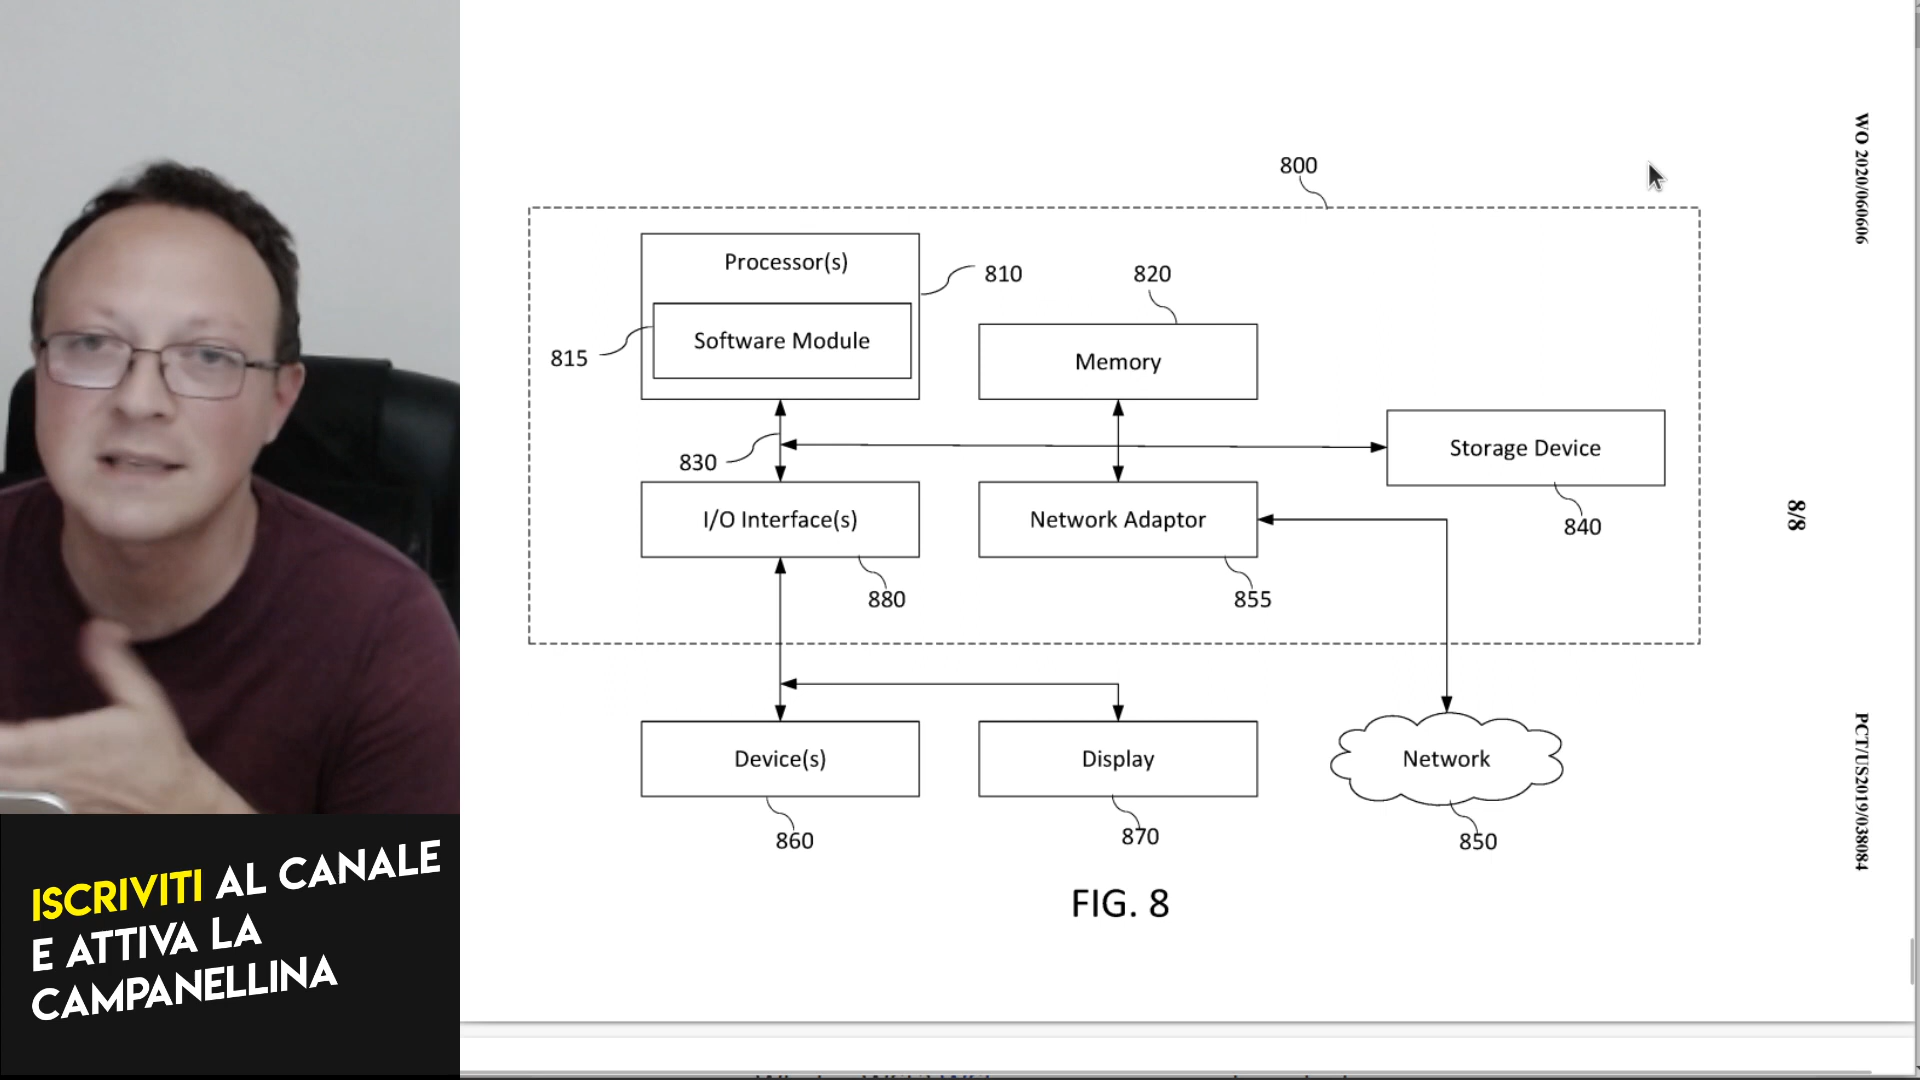 800
Processor(s)
810
820
815
Software Module
Memory
830
Storage Device
I/O Interface(s)
Network Adaptor
840
880
855
Device(s)
Display
Network
860
870
850
FIG. 8
WO 2020/060606
8/8
PCT/US2019/038084
ISCRIVITI AL CANALE
E ATTIVA LA
CAMPANELLINA